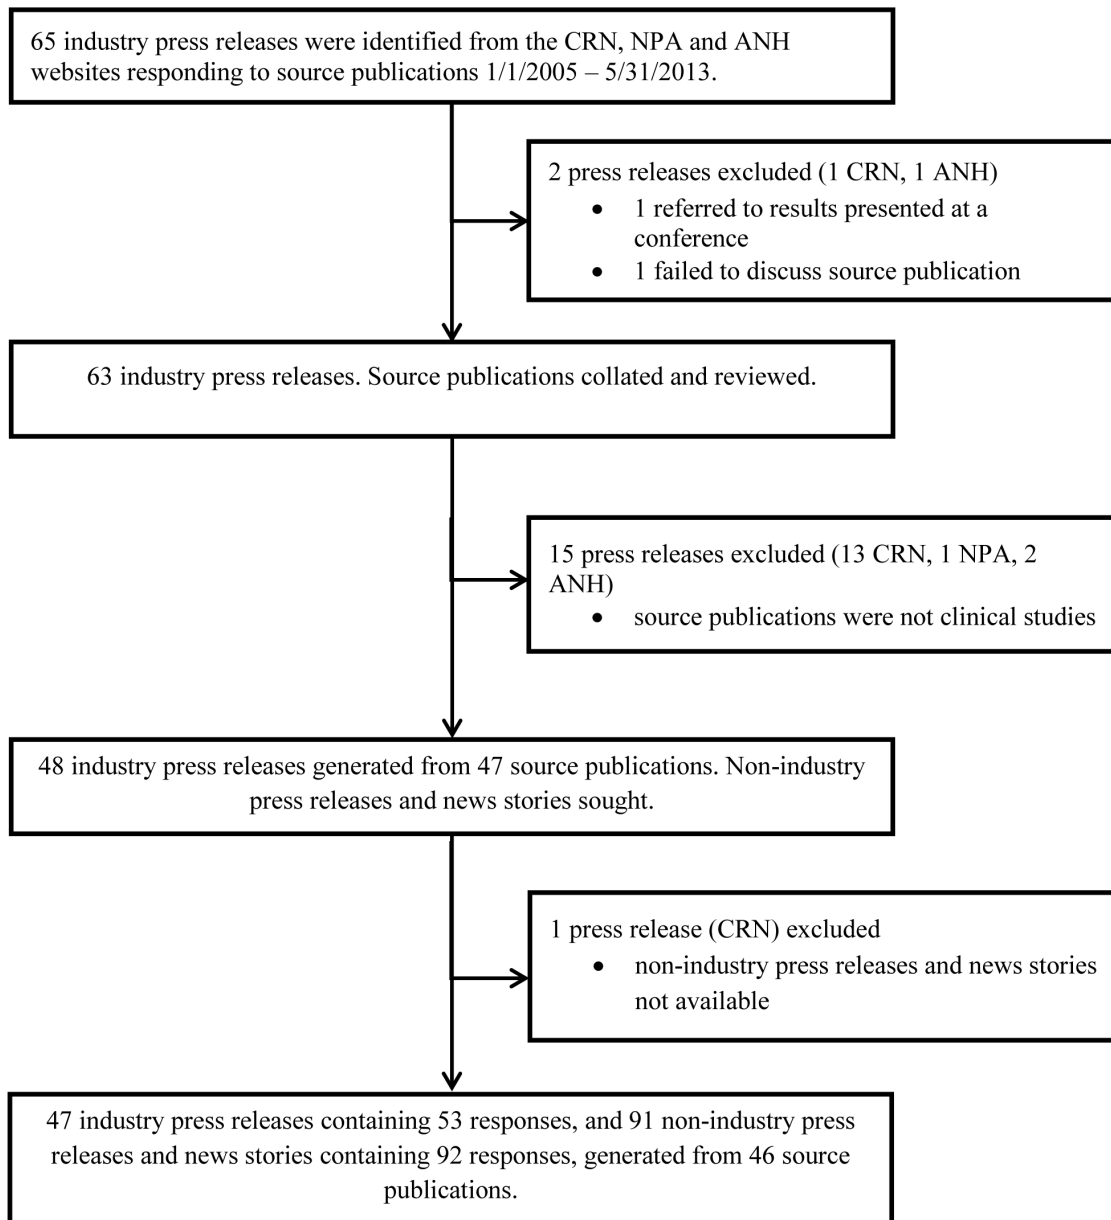 65 industry press releases were identified from the CRN, NPA and ANH
websites responding to source publications 1/1/2005 – 5/31/2013.
2 press releases excluded (1 CRN, 1 ANH)
• 1 referred to results presented at a
conference
• 1 failed to discuss source publication
63 industry press releases. Source publications collated and reviewed.
15 press releases excluded (13 CRN, 1 NPA, 2
ANH)
• source publications were not clinical studies
48 industry press releases generated from 47 source publications. Non-industry
press releases and news stories sought.
1 press release (CRN) excluded
• non-industry press releases and news stories
not available
47 industry press releases containing 53 responses, and 91 non-industry press
releases and news stories containing 92 responses, generated from 46 source
publications.